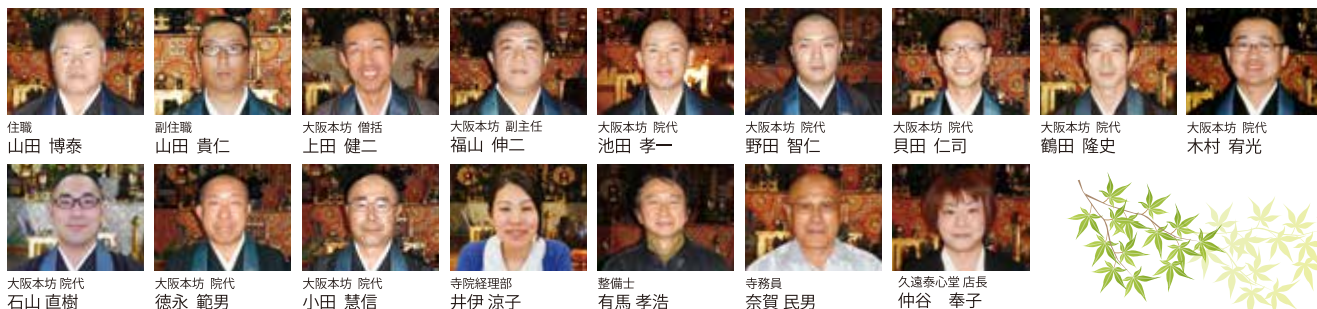 住職
山田 博泰
副住職
山田 貴仁
大阪本坊 僧括
上田 健二
大阪本坊 副主任
福山 伸二
大阪本坊 院代
池田 孝一
大阪本坊 院代
野田 智仁
大阪本坊 院代
貝田 仁司
大阪本坊 院代
鶴田 隆史
大阪本坊 院代
木村 宥光
大阪本坊 院代
石山 直樹
大阪本坊 院代
徳永 範男
大阪本坊 院代
小田 慧信
寺院経理部
井伊 涼子
整備士
有馬 孝浩
寺務員
奈賀 民男
久遠泰心堂 店長
仲谷 奉子